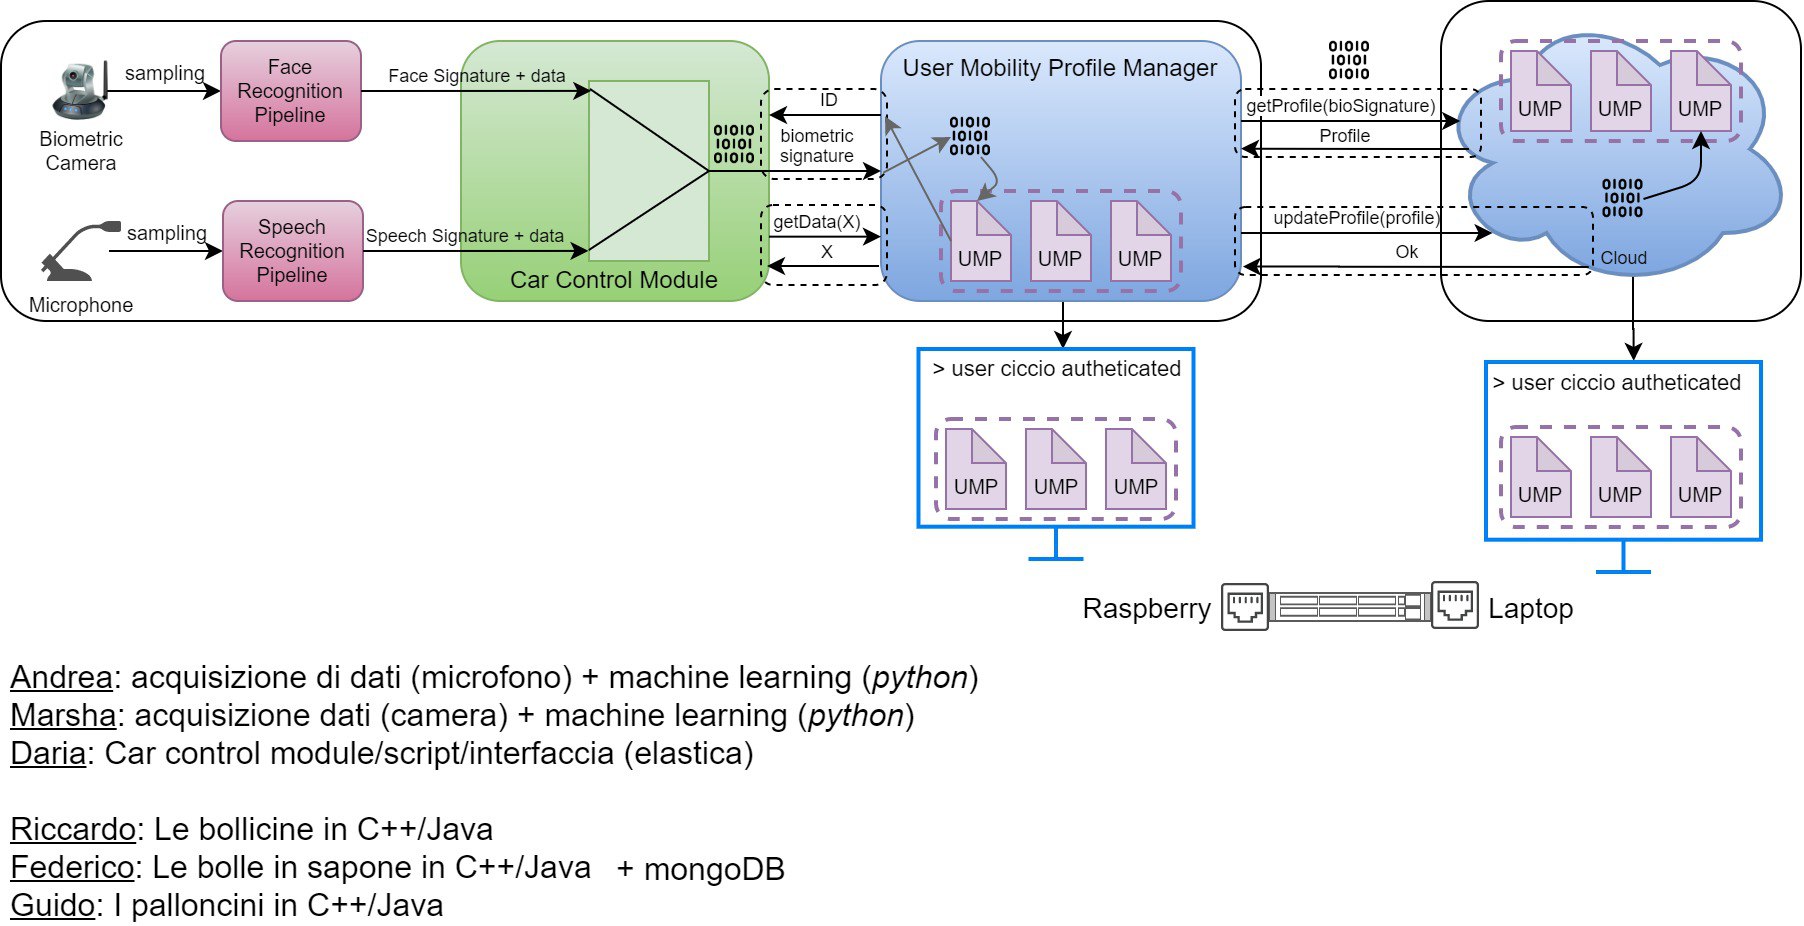 sampling
Face
Recognition
Pipeline
Biometric
Camera
Face Signature + data
sampling
Speech
Recognition
Pipeline
Microphone
Speech Signature + data
Car Control Module
01010
10101
01010
ID
biometric
signature
getData(X)
X
User Mobility Profile Manager
01010
10101
01010
UMP
UMP
UMP
01010
10101
01010
getProfile(bioSignature)
Profile
updateProfile(profile)
Ok
UMP
UMP
UMP
01010
10101
01010
Cloud
> user ciccio autheticated
UMP
UMP
UMP
> user ciccio autheticated
UMP
UMP
UMP
Raspberry
Laptop
Andrea: acquisizione di dati (microfono) + machine learning (python)
Marsha: acquisizione dati (camera) + machine learning (python)
Daria: Car control module/script/interfaccia (elastica)
Riccardo: Le bollicine in C++/Java
Federico: Le bolle in sapone in C++/Java + mongoDB
Guido: I palloncini in C++/Java